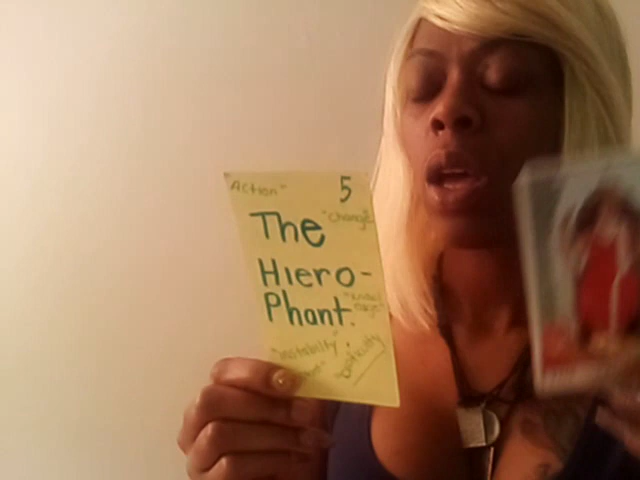 "Action"
5
The
"Change"
Hiero-
Phant.
"instability"